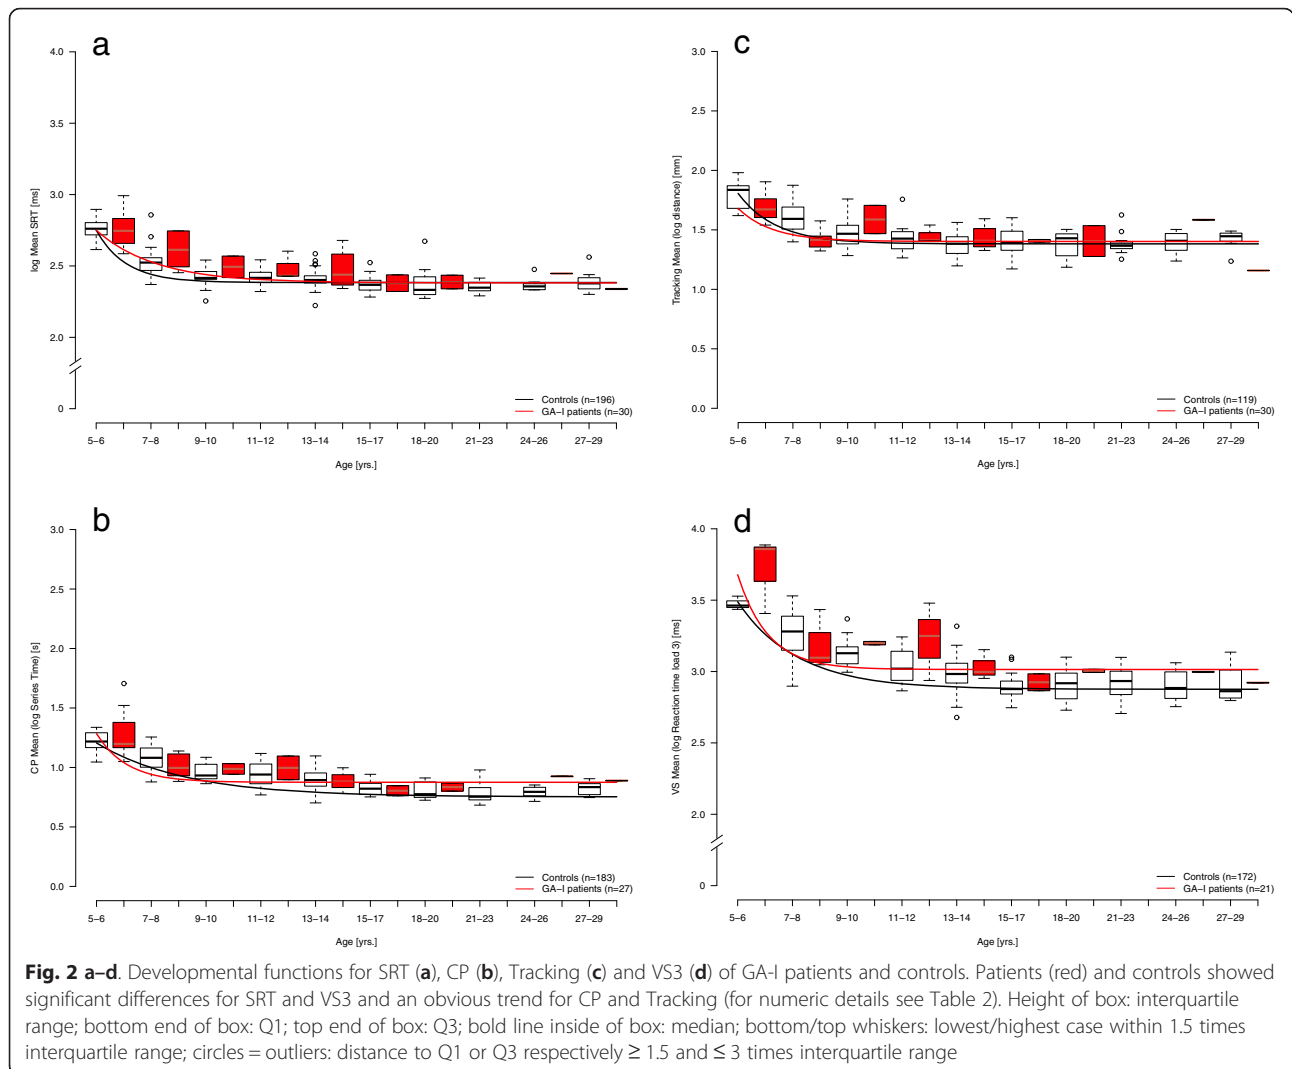 a
4.0
3.5
3.0
2.5
2.0
0
log Mean SRT [ms]
Controls (n=196)
GA−I patients (n=30)
5−6 7−8 9−10 11−12 13−14 15−17 18−20 21−23 24−26 27−29
Age [yrs.]
c
3.0
2.5
2.0
1.5
1.0
0.5
0.0
Tracking Mean (log distance) [mm]
Controls (n=119)
GA−I patients (n=30)
5−6 7−8 9−10 11−12 13−14 15−17 18−20 21−23 24−26 27−29
Age [yrs.]
b
3.0
2.5
2.0
1.5
1.0
0.5
0.0
CP Mean (log Series Time) [s]
Controls (n=183)
GA−I patients (n=27)
5−6 7−8 9−10 11−12 13−14 15−17 18−20 21−23 24−26 27−29
Age [yrs.]
d
4.0
3.5
3.0
2.5
2.0
0
VS Mean (log Reaction time load 3) [ms]
Controls (n=172)
GA−I patients (n=21)
5−6 7−8 9−10 11−12 13−14 15−17 18−20 21−23 24−26 27−29
Age [yrs.]
Fig. 2 a–d. Developmental functions for SRT (a), CP (b), Tracking (c) and VS3 (d) of GA-I patients and controls. Patients (red) and controls showed
significant differences for SRT and VS3 and an obvious trend for CP and Tracking (for numeric details see Table 2). Height of box: interquartile
range; bottom end of box: Q1; top end of box: Q3; bold line inside of box: median; bottom/top whiskers: lowest/highest case within 1.5 times
interquartile range; circles = outliers: distance to Q1 or Q3 respectively ≥ 1.5 and ≤ 3 times interquartile range